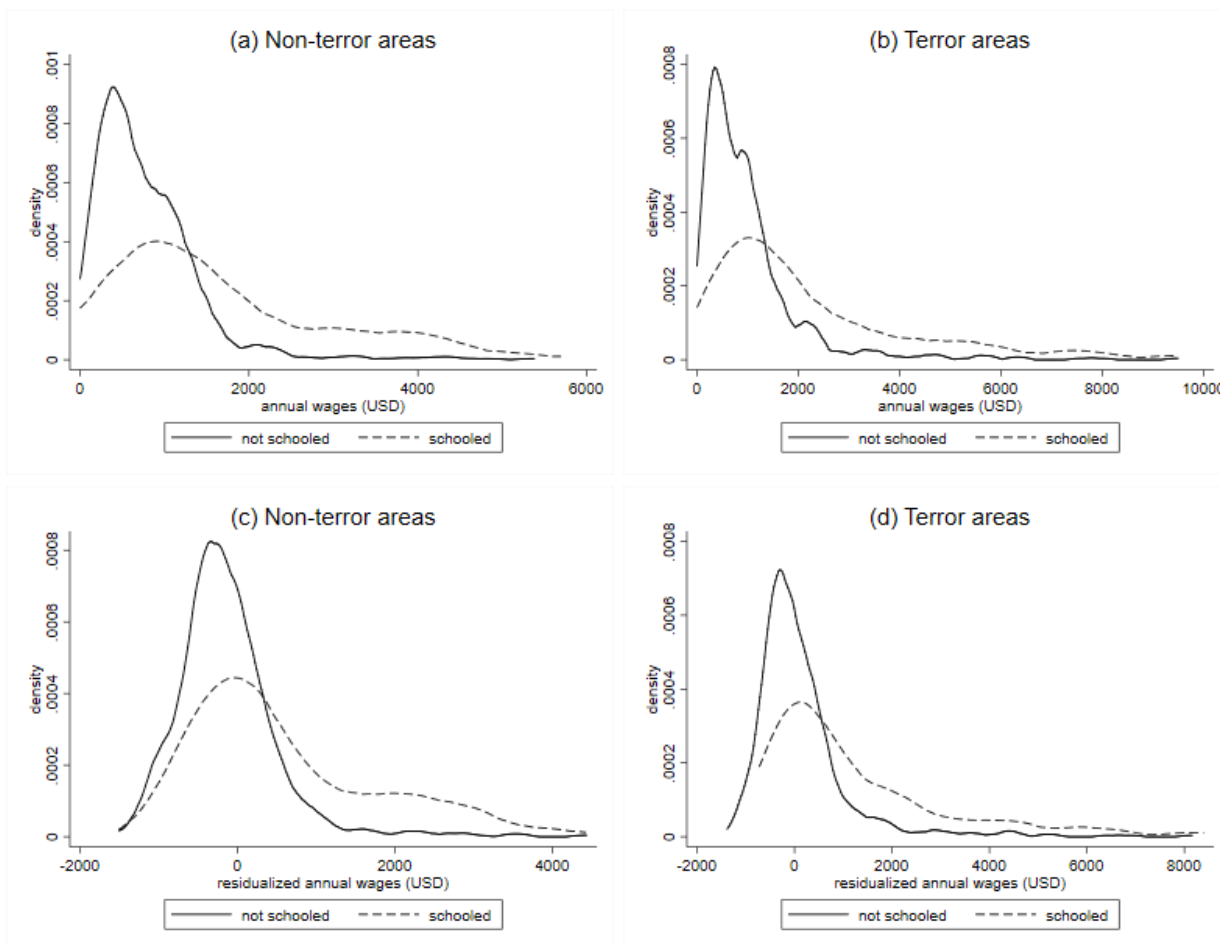 (a) Non-terror areas
density
0 .0002 .0004 .0006 .0008 .001
0 2000 4000 6000
annual wages (USD)
not schooled schooled
(b) Terror areas
density
0 .0002 .0004 .0006 .0008
0 2000 4000 6000 8000 10000
annual wages (USD)
not schooled schooled
(c) Non-terror areas
density
0 .0002 .0004 .0006 .0008
-2000 0 2000 4000
residualized annual wages (USD)
not schooled schooled
(d) Terror areas
density
0 .0002 .0004 .0006 .0008
-2000 0 2000 4000 6000 8000
residualized annual wages (USD)
not schooled schooled